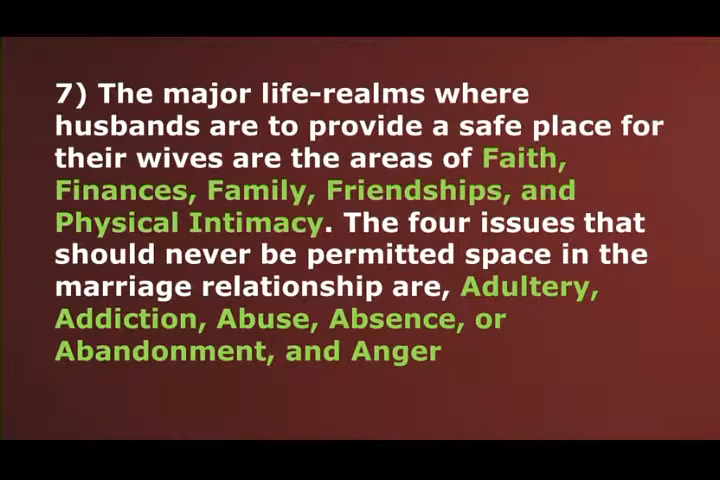 7) The major life-realms where
husbands are to provide a safe place for
their wives are the areas of Faith,
Finances, Family, Friendships, and
Physical Intimacy. The four issues that
should never be permitted space in the
marriage relationship are, Adultery,
Addiction, Abuse, Absence, or
Abandonment, and Anger